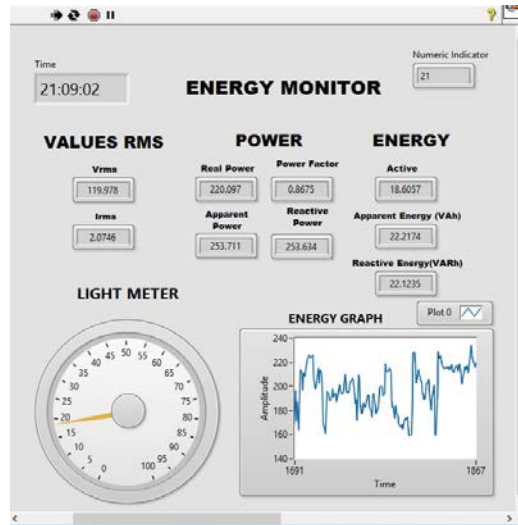 Time
21:09:02
ENERGY MONITOR
Numeric Indicator
21
VALUES RMS
Vrms
119.978
Irms
2.0746
POWER
Real Power
220.097
Power Factor
0.8675
Apparent
Power
253.711
Reactive
Power
253.634
ENERGY
Active
18.6057
Apparent Energy (VAh)
22.2174
Reactive Energy(VARh)
22.1235
LIGHT METER
0
5
10
15
20
25
30
35
40
45
50
55
60
65
70
75
80
85
90
95
100
ENERGY GRAPH
Plot 0
Amplitude
240
220
200
180
160
140
1691
1867
Time